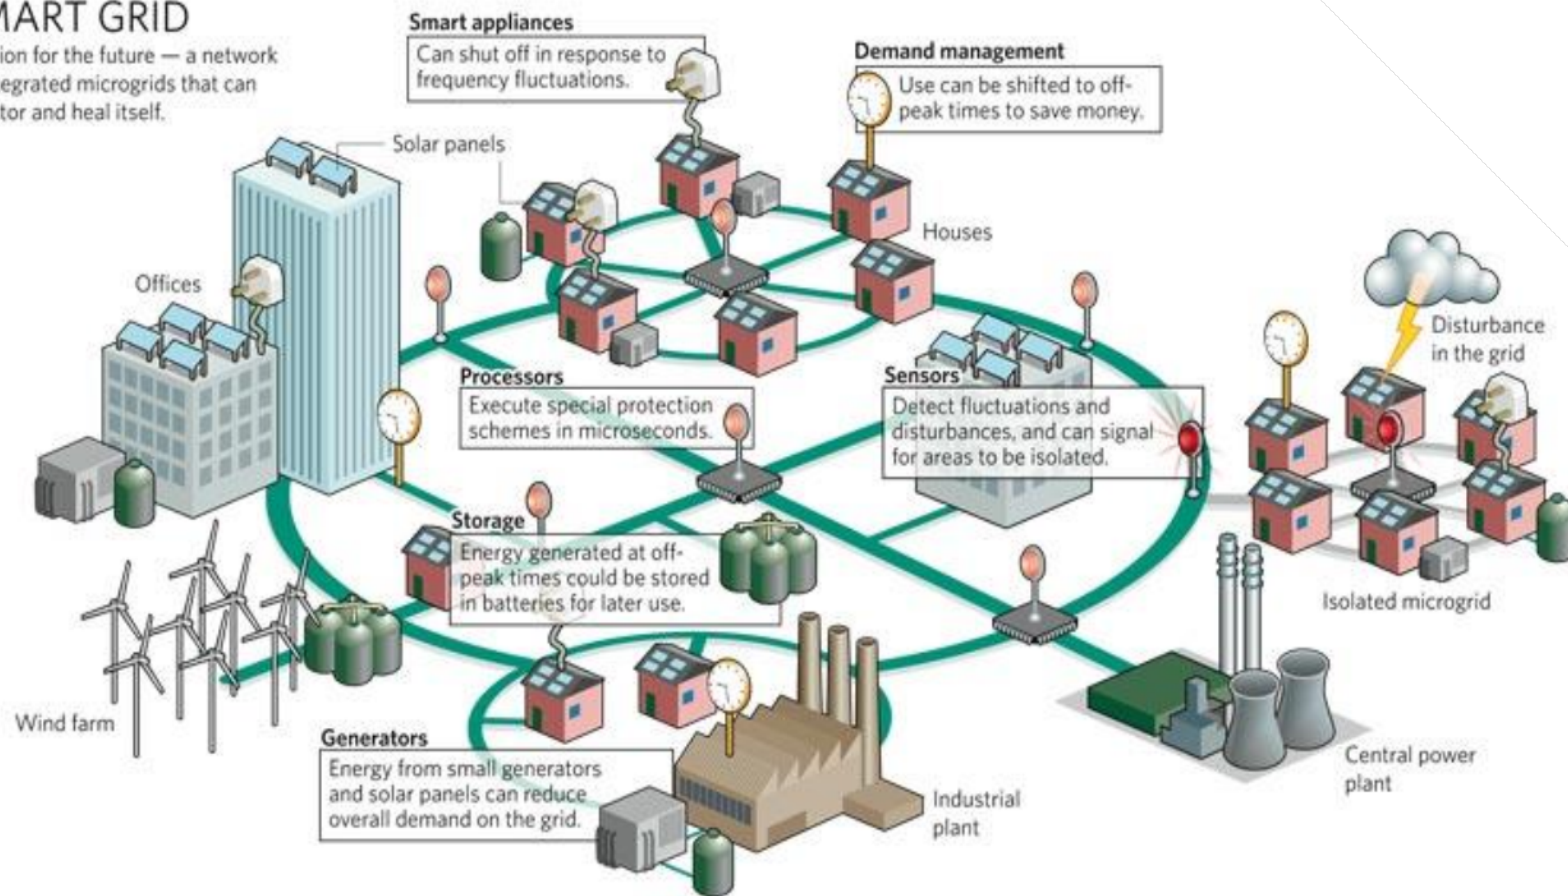 MART GRID
ion for the future — a network
egrated microgrids that can
tor and heal itself.
Smart appliances
Can shut off in response to
frequency fluctuations.
Demand management
Use can be shifted to off-
peak times to save money.
Solar panels
Houses
Offices
Disturbance
in the grid
Processors
Execute special protection
schemes in microseconds.
Sensors
Detect fluctuations and
disturbances, and can signal
for areas to be isolated.
Storage
Energy generated at off-
peak times could be stored
in batteries for later use.
Isolated microgrid
Wind farm
Generators
Energy from small generators
and solar panels can reduce
overall demand on the grid.
Industrial
plant
Central power
plant